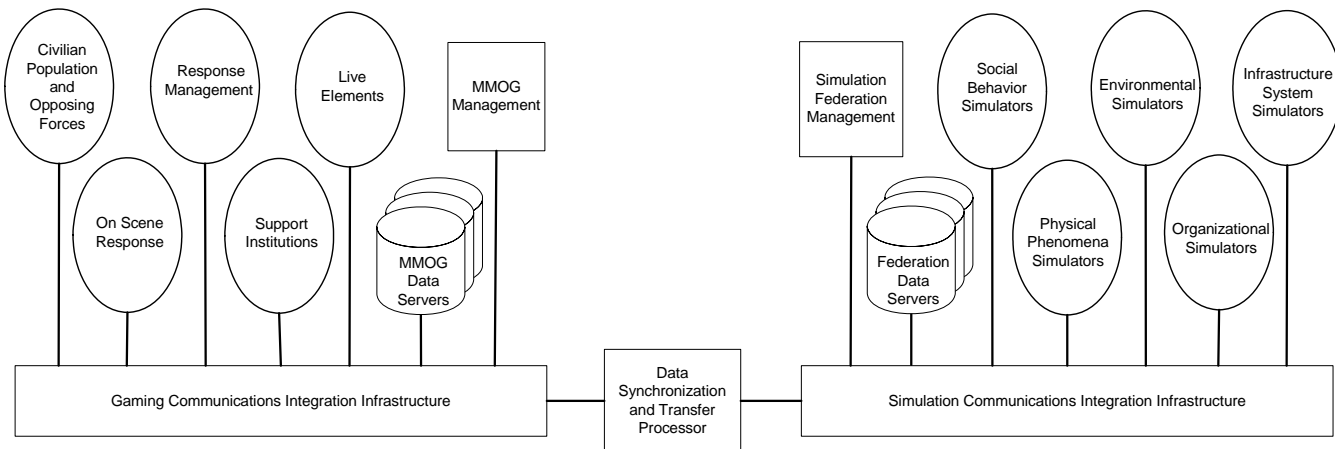 Civilian
Population
and
Opposing
Forces
Response
Management
Live
Elements
MMOG
Management
On Scene
Response
Support
Institutions
MMOG
Data
Servers
Gaming Communications Integration Infrastructure
Data
Synchronization
and Transfer
Processor
Simulation
Federation
Management
Social
Behavior
Simulators
Environmental
Simulators
Infrastructure
System
Simulators
Federation
Data
Servers
Physical
Phenomena
Simulators
Organizational
Simulators
Simulation Communications Integration Infrastructure